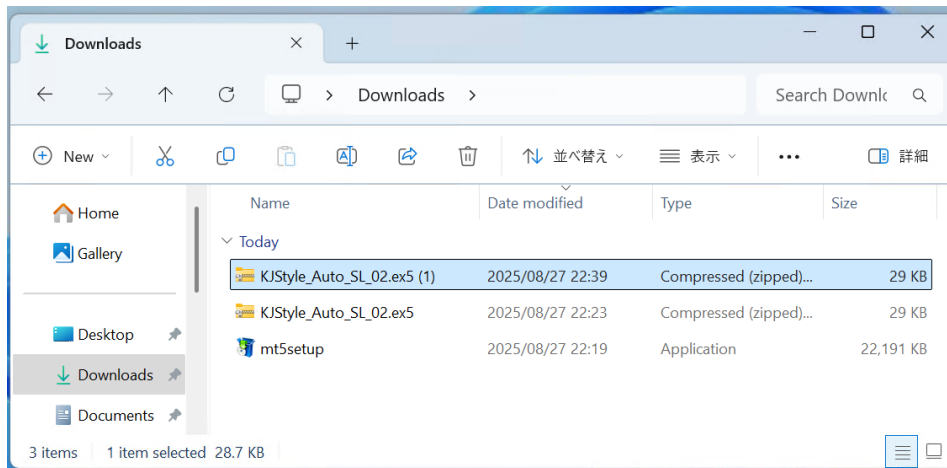 Downloads
Downloads
Search Downlc
New
並べ替え
表示
詳細
Name Date modified Type Size
Home
Gallery
Desktop
Downloads
Documents
Today
KJStyle_Auto_SL_02.ex5 (1) 2025/08/27 22:39 Compressed (zipped)... 29 KB
KJStyle_Auto_SL_02.ex5 2025/08/27 22:23 Compressed (zipped)... 29 KB
mt5setup 2025/08/27 22:19 Application 22,191 KB
3 items 1 item selected 28.7 KB